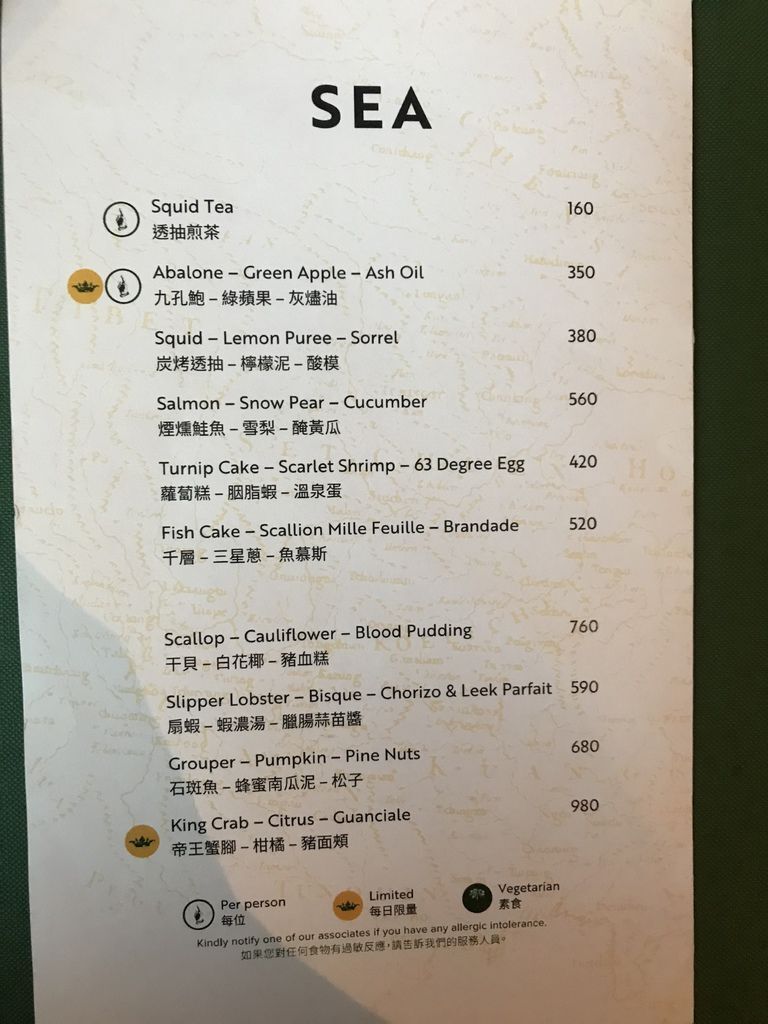 SEA
Squid Tea 160
透抽煎茶
Abalone – Green Apple – Ash Oil 350
九孔鮑 – 綠蘋果 – 灰燼油
Squid – Lemon Puree – Sorrel 380
炭烤透抽 – 檸檬泥 – 酸模
Salmon – Snow Pear – Cucumber 560
煙燻鮭魚 – 雪梨 – 醃黃瓜
Turnip Cake – Scarlet Shrimp – 63 Degree Egg 420
蘿蔔糕 – 胭脂蝦 – 溫泉蛋
Fish Cake – Scallion Mille Feuille – Brandade 520
千層 – 三星蔥 – 魚慕斯
Scallop – Cauliflower – Blood Pudding 760
干貝 – 白花椰 – 豬血糕
Slipper Lobster – Bisque – Chorizo & Leek Parfait 590
扇蝦 – 蝦濃湯 – 臘腸蒜苗醬
Grouper – Pumpkin – Pine Nuts 680
石斑魚 – 蜂蜜南瓜泥 – 松子
King Crab – Citrus – Guanciale 980
帝王蟹腳 – 柑橘 – 豬面頰
Per person
每位
Limited
每日限量
Vegetarian
素食
Kindly notify one of our associates if you have any allergic intolerance.
如果您對任何食物有過敏反應，請告訴我們的服務人員。